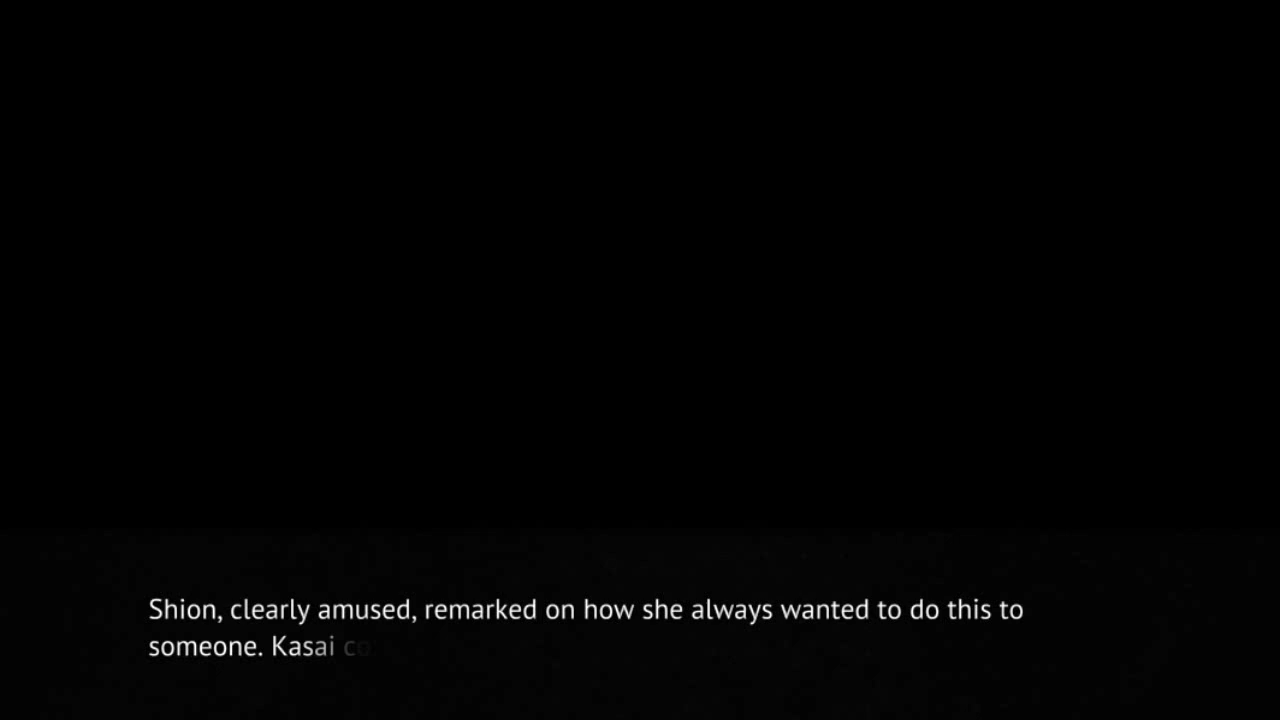 Shion, clearly amused, remarked on how she always wanted to do this to
someone. Kasai